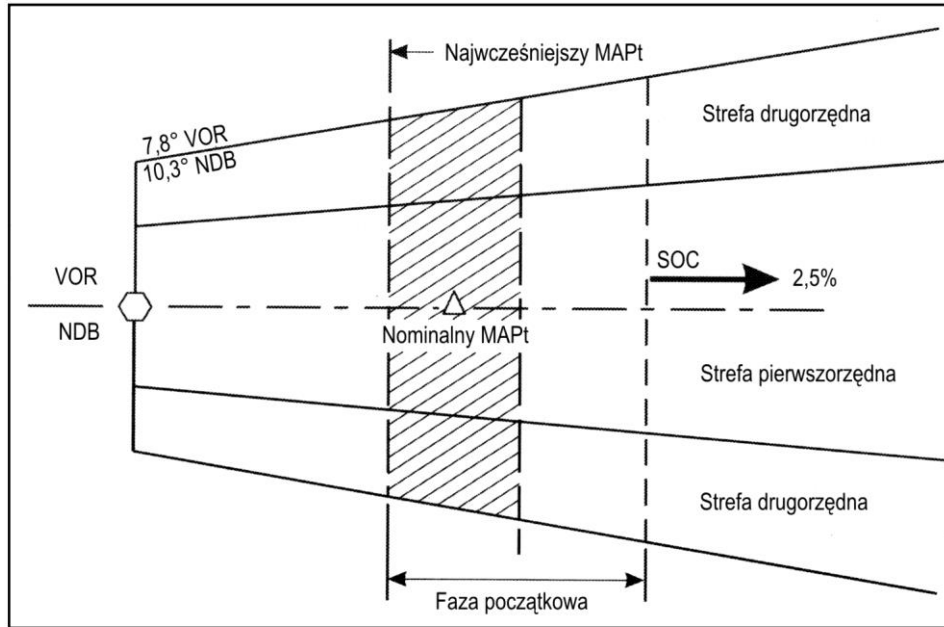 Najwcześniejszy MAPt
Strefa drugorzędna
7,8° VOR
10,3° NDB
SOC
2,5%
VOR
NDB
Nominalny MAPt
Strefa pierwszorzędna
Strefa drugorzędna
Faza początkowa